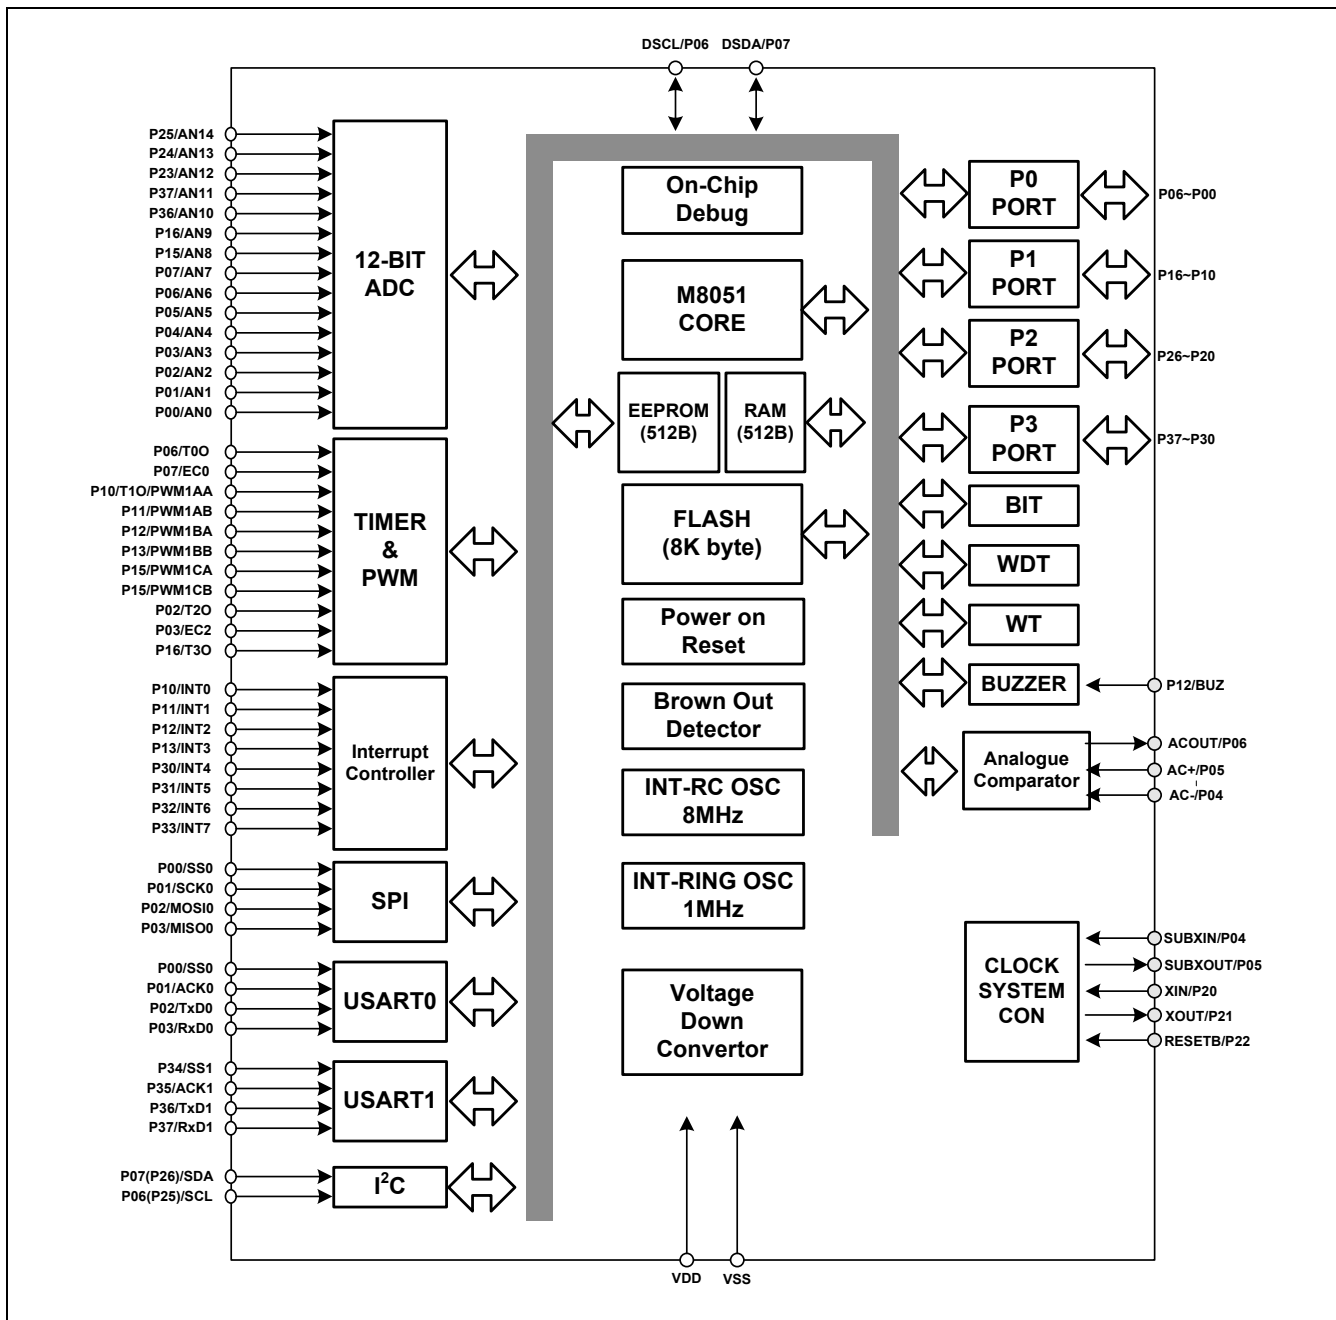 DSCL/P06 DSDA/P07
P25/AN14
P24/AN13
P23/AN12
P37/AN11
P36/AN10
P16/AN9
P15/AN8
P07/AN7
P06/AN6
P05/AN5
P04/AN4
P03/AN3
P02/AN2
P01/AN1
P00/AN0
12-BIT
ADC
P06/T0O
P07/EC0
P10/T1O/PWM1AA
P11/PWM1AB
P12/PWM1BA
P13/PWM1BB
P15/PWM1CA
P15/PWM1CB
P02/T2O
P03/EC2
P16/T3O
TIMER
&
PWM
P10/INT0
P11/INT1
P12/INT2
P13/INT3
P30/INT4
P31/INT5
P32/INT6
P33/INT7
Interrupt
Controller
P00/SS0
P01/SCK0
P02/MOSI0
P03/MISO0
SPI
P00/SS0
P01/ACK0
P02/TxD0
P03/RxD0
USART0
P34/SS1
P35/ACK1
P36/TxD1
P37/RxD1
USART1
P07(P26)/SDA
P06(P25)/SCL
I²C
On-Chip
Debug
M8051
CORE
EEPROM
(512B)
RAM
(512B)
FLASH
(8K byte)
Power on
Reset
Brown Out
Detector
INT-RC OSC
8MHz
INT-RING OSC
1MHz
Voltage
Down
Convertor
VDD VSS
P0
PORT
P06~P00
P1
PORT
P16~P10
P2
PORT
P26~P20
P3
PORT
P37~P30
BIT
WDT
WT
BUZZER
P12/BUZ
Analogue
Comparator
ACOUT/P06
AC+/P05
AC-/P04
CLOCK
SYSTEM
CON
SUBXIN/P04
SUBXOUT/P05
XIN/P20
XOUT/P21
RESETB/P22